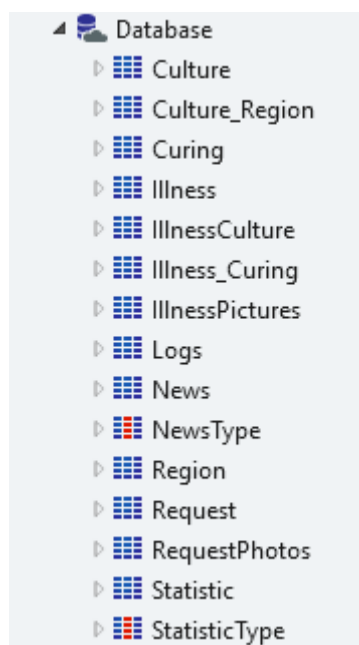 Database
Culture
Culture_Region
Curing
Illness
IllnessCulture
Illness_Curing
IllnessPictures
Logs
News
NewsType
Region
Request
RequestPhotos
Statistic
StatisticType